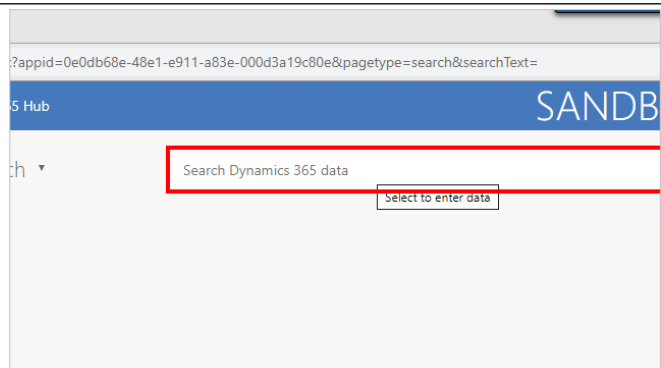 ?appid=0e0db68e-48e1-e911-a83e-000d3a19c80e&pagetype=search&searchText=
5 Hub
SANDB
ch
Search Dynamics 365 data
Select to enter data